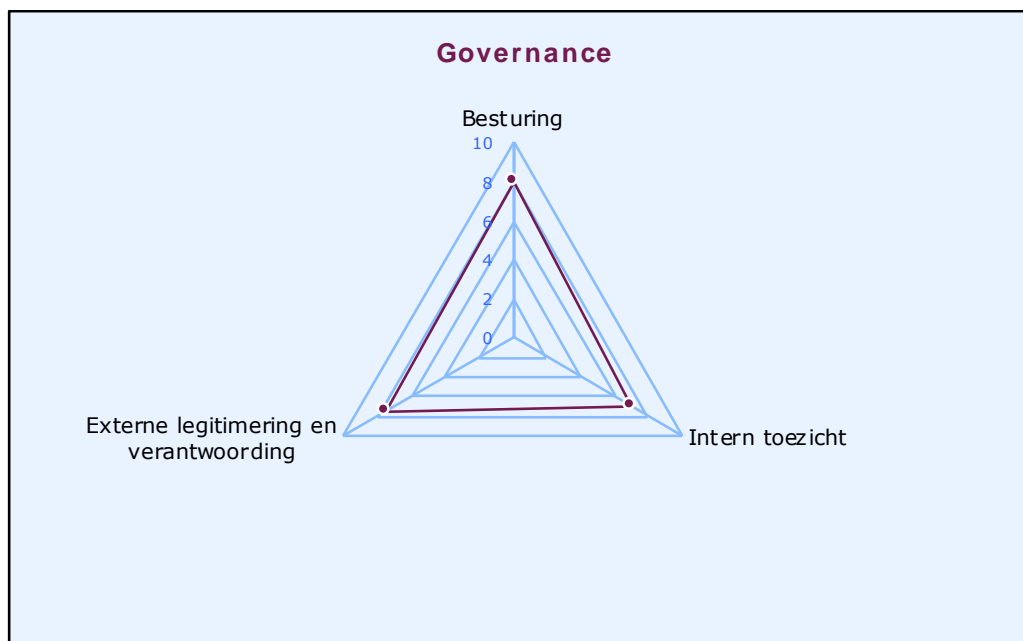 Governance
Besturing
10
8
6
4
2
0
Externe legitimering en
verantwoording
Intern toezicht